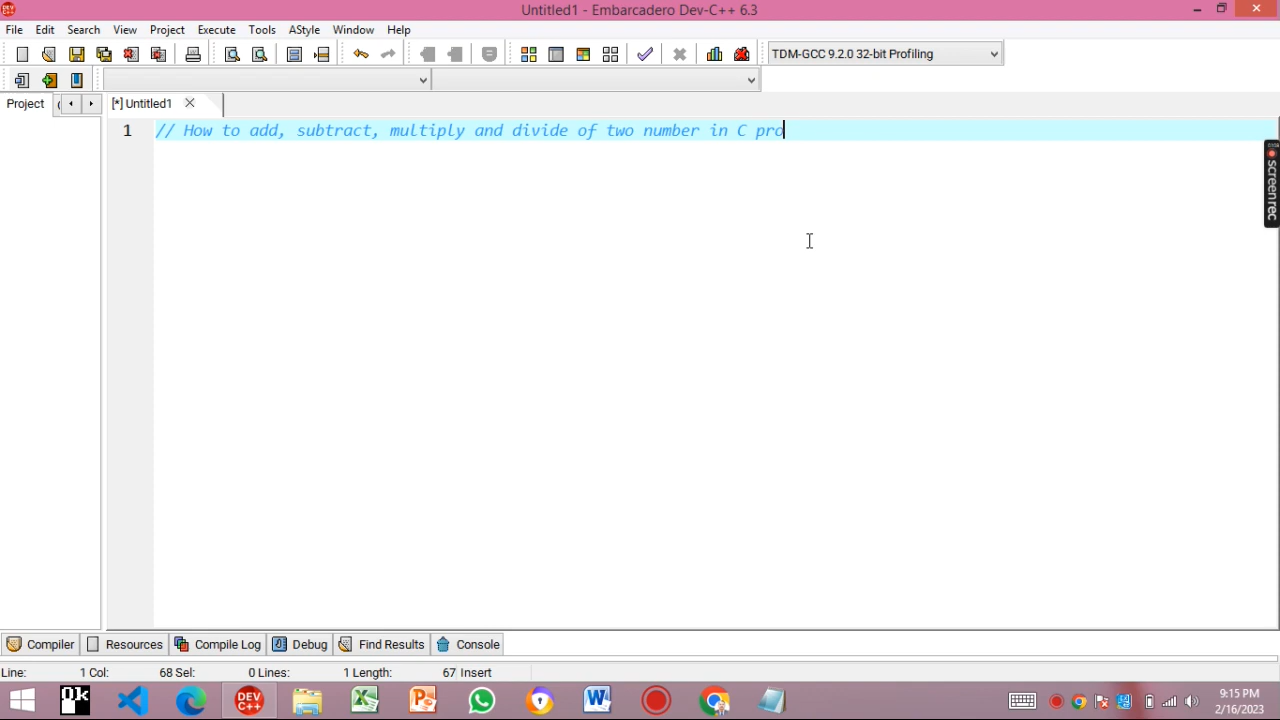 Untitled1 - Embarcadero Dev-C++ 6.3
File Edit Search View Project Execute Tools AStyle Window Help
TDM-GCC 9.2.0 32-bit Profiling
Project
[*] Untitled1
1 // How to add, subtract, multiply and divide of two number in C pro
screenrec
Compiler Resources Compile Log Debug Find Results Console
Line: 1 Col: 68 Sel: 0 Lines: 1 Length: 67 Insert
Ok DEV C++
9:15 PM
2/16/2023